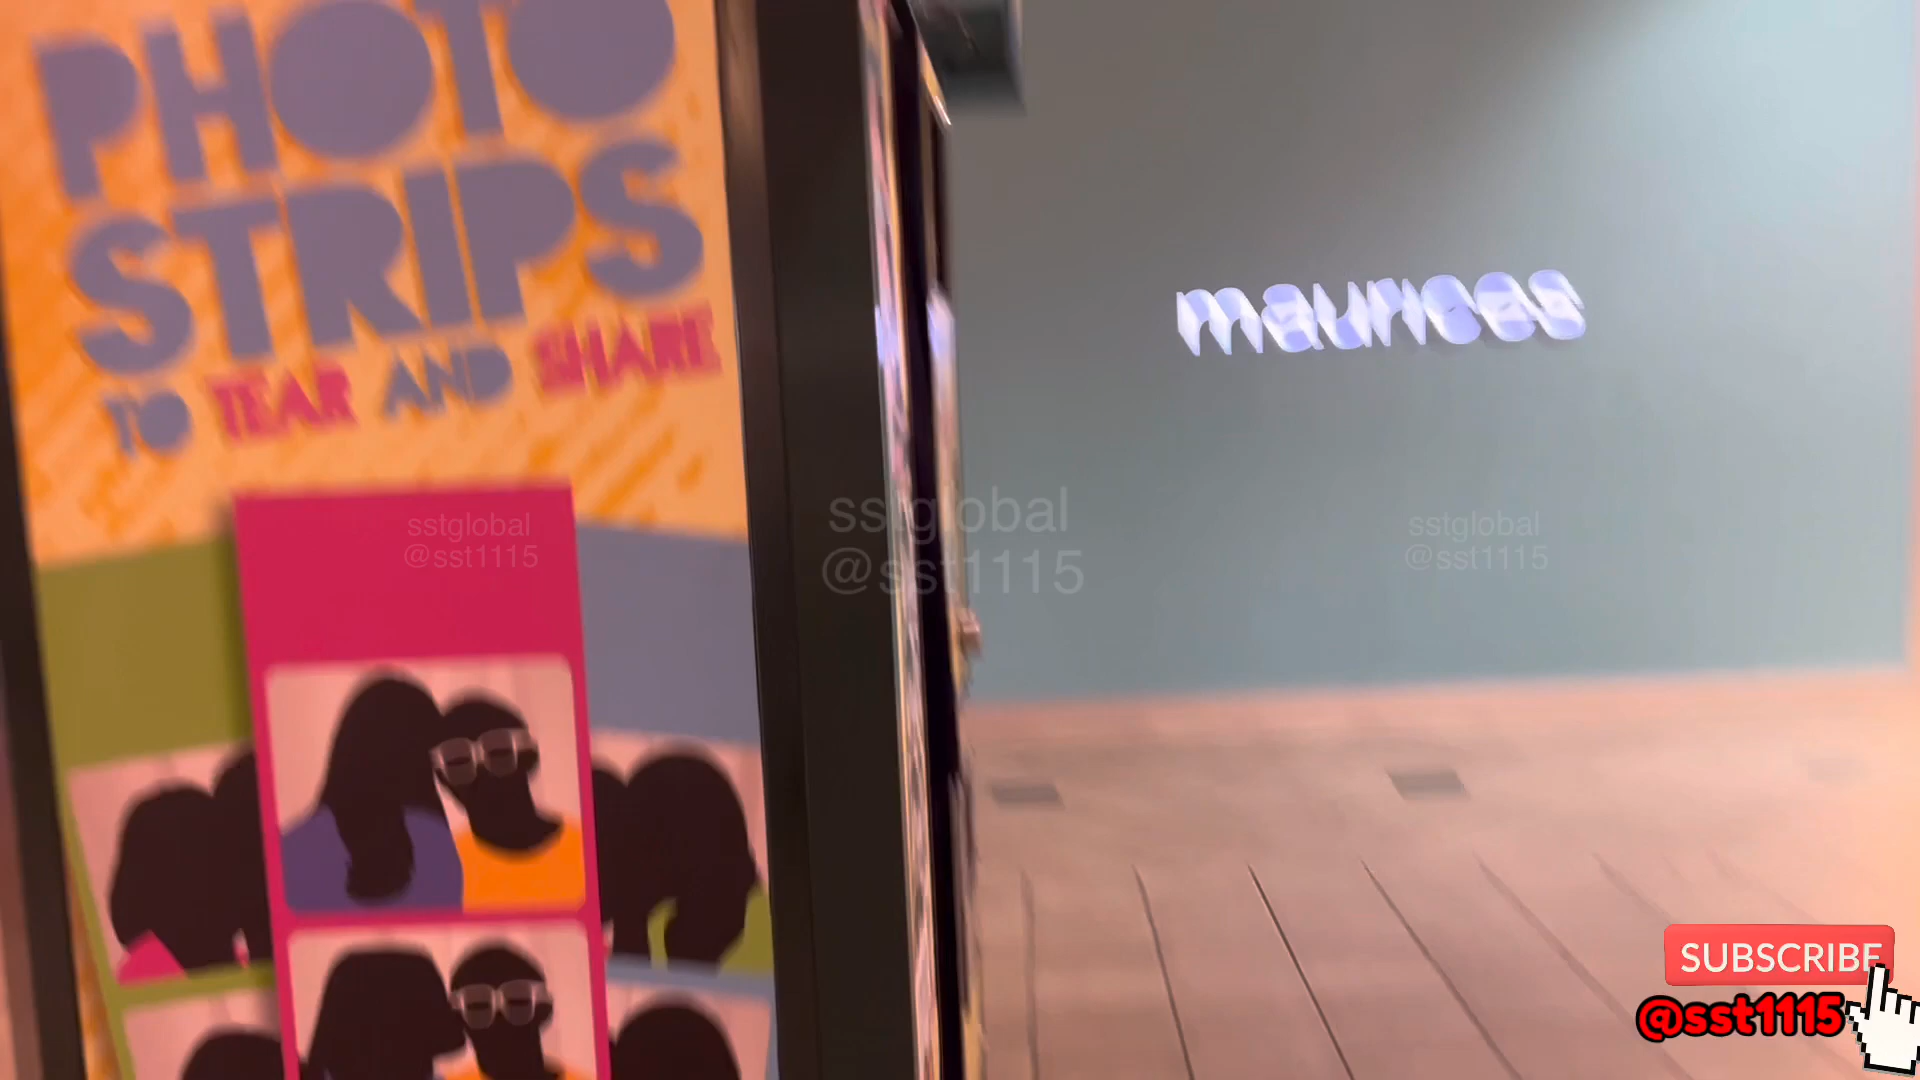 PHOTO
STRIPS
TO TEAR AND SHARE
maurices
sstglobal
@sst1115
sstglobal
@sst1115
sstglobal
@sst1115
SUBSCRIBE
@sst1115